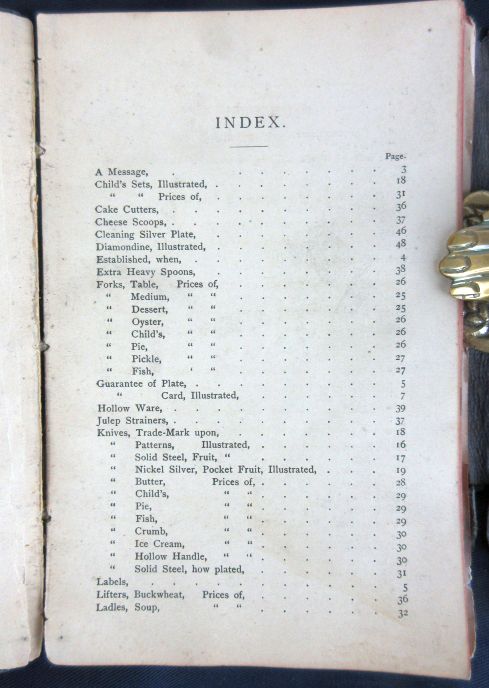 INDEX.
Page.
A Message, . . . . . . . 3
Child's Sets, Illustrated, . . . . . 18
“ “ Prices of, . . . . . 31
Cake Cutters, . . . . . . 36
Cheese Scoops, . . . . . . 37
Cleaning Silver Plate, . . . . . 46
Diamondine, Illustrated, . . . . . 48
Established, when, . . . . . 4
Extra Heavy Spoons, . . . . . 38
Forks, Table, Prices of, . . . . 26
“ Medium, “ “ . . . . 25
“ Dessert, “ “ . . . . 25
“ Oyster, “ “ . . . . 26
“ Child's, “ “ . . . . 26
“ Pie, “ “ . . . . 26
“ Pickle, “ “ . . . . 27
“ Fish, ‘ “ . . . . 27
Guarantee of Plate, . . . . . 5
“ Card, Illustrated, . . . . 7
Hollow Ware, . . . . . . 39
Julep Strainers, . . . . . . 37
Knives, Trade-Mark upon, . . . . . 18
“ Patterns, Illustrated, . . . . 16
“ Solid Steel, Fruit, “ . . . . 17
“ Nickel Silver, Pocket Fruit, Illustrated, . . 19
“ Butter, Prices of, . . . . 28
“ Child's, “ “ . . . 29
“ Pie, “ “ . . . 29
“ Fish, “ “ . . . 29
“ Crumb, “ “ . . . 30
“ Ice Cream, “ “ . . . 30
“ Hollow Handle, “ “ . . . 30
“ Solid Steel, how plated, . . . . 31
Labels, . . . . . . . 5
Lifters, Buckwheat, Prices of, . . . . 36
Ladles, Soup, “ “ . . . . 32